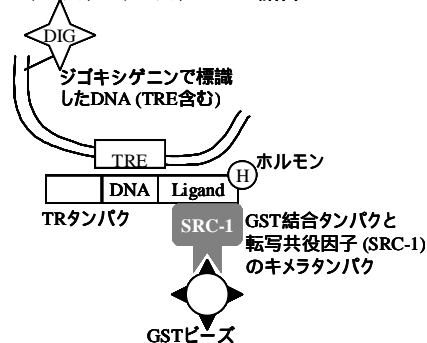 DIG
ジゴキシゲニンで標識
したDNA (TRE含む)
TRE
ホルモン
H
DNA
Ligand
TRタンパク
SRC-1
GST結合タンパクと
転写共役因子 (SRC-1)
のキメラタンパク
GSTビーズ